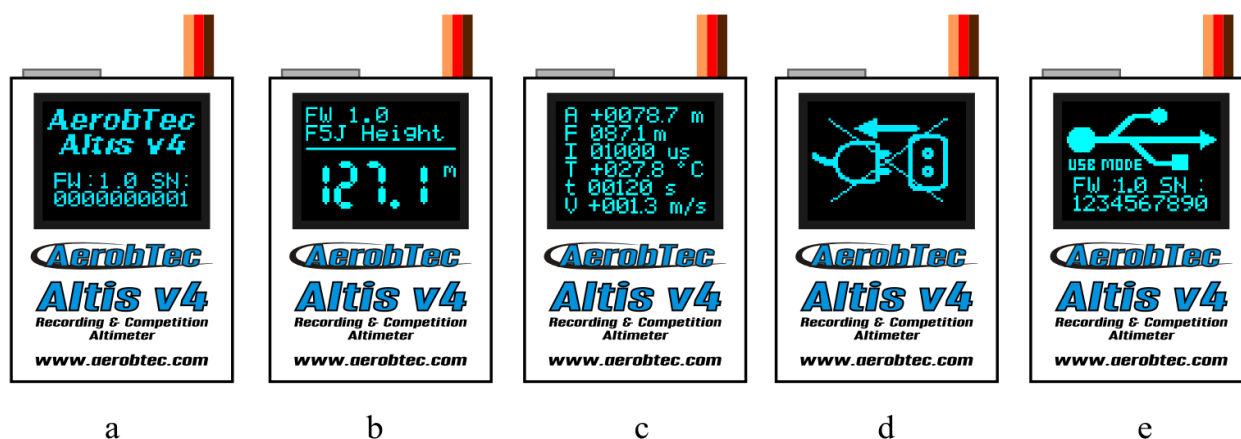 AerobTec
Altis v4
FW:1.0 SN:
0000000001
AerobTec
Altis v4
Recording & Competition
Altimeter
www.aerobtec.com
a
FW 1.0
F5J Height
127.1 m
AerobTec
Altis v4
Recording & Competition
Altimeter
www.aerobtec.com
b
A +0078.7 m
F 087.1 m
I 01000 us
T +027.8 °C
t 00120 s
V +001.3 m/s
AerobTec
Altis v4
Recording & Competition
Altimeter
www.aerobtec.com
c
AerobTec
Altis v4
Recording & Competition
Altimeter
www.aerobtec.com
d
USB MODE
FW :1.0 SN :
1234567890
AerobTec
Altis v4
Recording & Competition
Altimeter
www.aerobtec.com
e